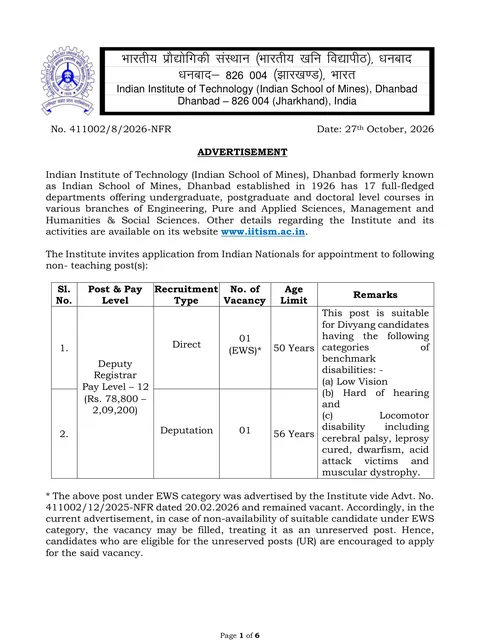 भारतीय प्रौद्योगिकी संस्थान (भारतीय खनि विद्यापीठ), धनबाद
धनबाद– 826 004 (झारखण्ड), भारत
Indian Institute of Technology (Indian School of Mines), Dhanbad
Dhanbad – 826 004 (Jharkhand), India
No. 411002/8/2026-NFR Date: 27th October, 2026
ADVERTISEMENT
Indian Institute of Technology (Indian School of Mines), Dhanbad formerly known
as Indian School of Mines, Dhanbad established in 1926 has 17 full-fledged
departments offering undergraduate, postgraduate and doctoral level courses in
various branches of Engineering, Pure and Applied Sciences, Management and
Humanities & Social Sciences. Other details regarding the Institute and its
activities are available on its website www.iitism.ac.in.
The Institute invites application from Indian Nationals for appointment to following
non- teaching post(s):
Sl. No. Post & Pay Level Recruitment Type No. of Vacancy Age Limit Remarks
1. Direct 01 (EWS)* 50 Years
Deputy
Registrar
Pay Level – 12
(Rs. 78,800 –
2,09,200)
2. Deputation 01 56 Years
This post is suitable
for Divyang candidates
having the following
categories of
benchmark
disabilities: -
(a) Low Vision
(b) Hard of hearing
and
(c) Locomotor
disability including
cerebral palsy, leprosy
cured, dwarfism, acid
attack victims and
muscular dystrophy.
* The above post under EWS category was advertised by the Institute vide Advt. No.
411002/12/2025-NFR dated 20.02.2026 and remained vacant. Accordingly, in the
current advertisement, in case of non-availability of suitable candidate under EWS
category, the vacancy may be filled, treating it as an unreserved post. Hence,
candidates who are eligible for the unreserved posts (UR) are encouraged to apply
for the said vacancy.
Page 1 of 6